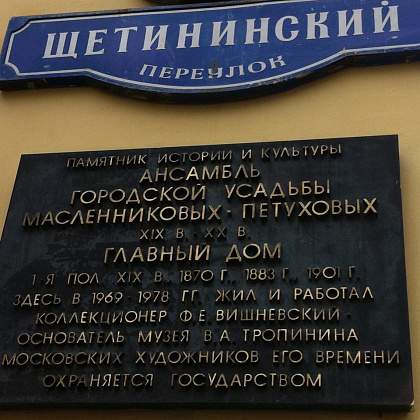 ЩЕТИНИНСКИЙ
ПЕРЕУЛОК
ПАМЯТНИК ИСТОРИИ И КУЛЬТУРЫ
АНСАМБЛЬ
ГОРОДСКОЙ УСАДЬБЫ
МАСЛЕННИКОВЫХ - ПЕТУХОВЫХ
XIX В - XX В.
ГЛАВНЫЙ ДОМ
1-Я ПОЛ. XIX В. 1870 Г., 1883 Г., 1901 Г.
ЗДЕСЬ В 1969-1978 ГГ. ЖИЛ И РАБОТАЛ
КОЛЛЕКЦИОНЕР Ф.Е. ВИШНЕВСКИЙ -
ОСНОВАТЕЛЬ МУЗЕЯ В.А. ТРОПИНИНА
МОСКОВСКИХ ХУДОЖНИКОВ ЕГО ВРЕМЕНИ
ОХРАНЯЕТСЯ ГОСУДАРСТВОМ